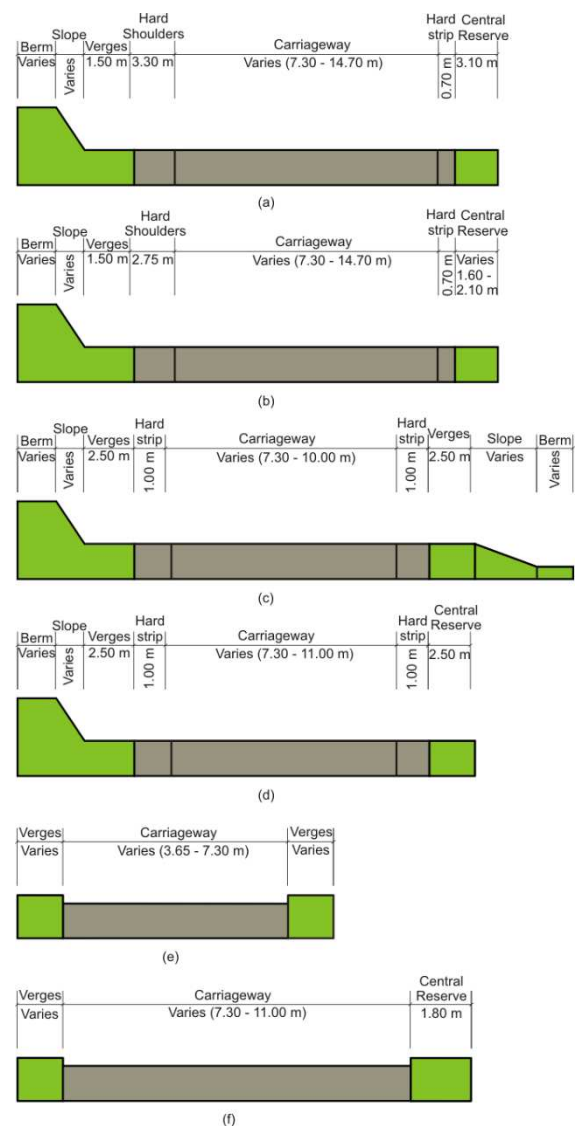 Hard Shoulders Hard strip Central Reserve
Berm Slope Verges Carriageway
Varies Varies 1.50 m 3.30 m Varies (7.30 - 14.70 m) 0.70 m 3.10 m
(a)
Hard Shoulders Hard strip Central Reserve
Berm Slope Verges Carriageway
Varies Varies 1.50 m 2.75 m Varies (7.30 - 14.70 m) 0.70 m Varies 1.60 - 2.10 m
(b)
Hard strip Hard strip
Berm Slope Verges Carriageway Verges Slope Berm
Varies Varies 2.50 m 1.00 m Varies (7.30 - 10.00 m) 1.00 m 2.50 m Varies Varies
(c)
Hard strip Hard strip Central Reserve
Berm Slope Verges Carriageway
Varies Varies 2.50 m 1.00 m Varies (7.30 - 11.00 m) 1.00 m 2.50 m
(d)
Verges Carriageway Verges
Varies Varies (3.65 - 7.30 m) Varies
(e)
Verges Carriageway Central Reserve
Varies Varies (7.30 - 11.00 m) 1.80 m
(f)